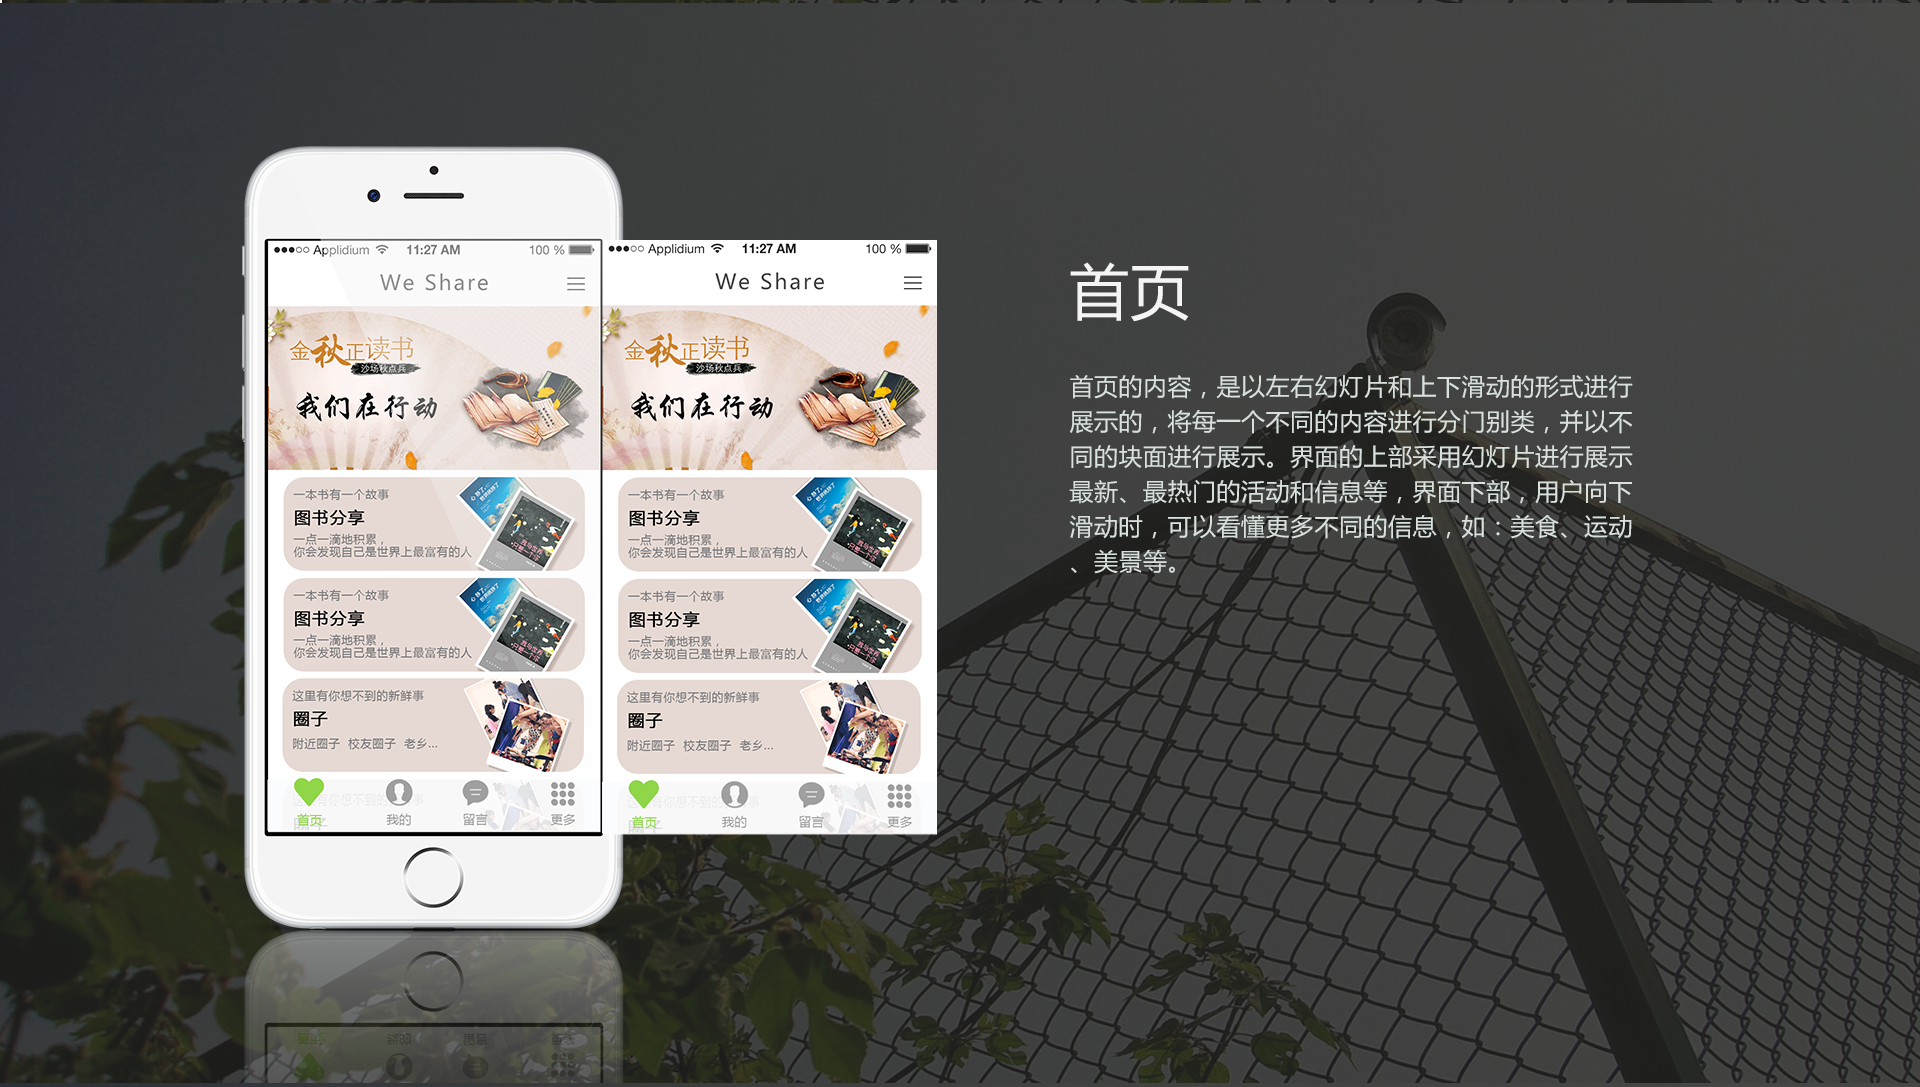 Applidium 11:27 AM 100 %
We Share
金秋正读书
沙场秋点兵
我们在行动
一本书有一个故事
图书分享
一点一滴地积累，
你会发现自己是世界上最富有的人
一本书有一个故事
图书分享
一点一滴地积累，
你会发现自己是世界上最富有的人
这里有你想不到的新鲜事
圈子
附近圈子 校友圈子 老乡...
首页 我的 留言 更多
Applidium 11:27 AM 100 %
We Share
金秋正读书
沙场秋点兵
我们在行动
一本书有一个故事
图书分享
一点一滴地积累，
你会发现自己是世界上最富有的人
一本书有一个故事
图书分享
一点一滴地积累，
你会发现自己是世界上最富有的人
这里有你想不到的新鲜事
圈子
附近圈子 校友圈子 老乡...
首页 我的 留言 更多
首页
首页的内容，是以左右幻灯片和上下滑动的形式进行
展示的，将每一个不同的内容进行分门别类，并以不
同的块面进行展示。界面的上部采用幻灯片进行展示
最新、最热门的活动和信息等，界面下部，用户向下
滑动时，可以看懂更多不同的信息，如：美食、运动
、美景等。